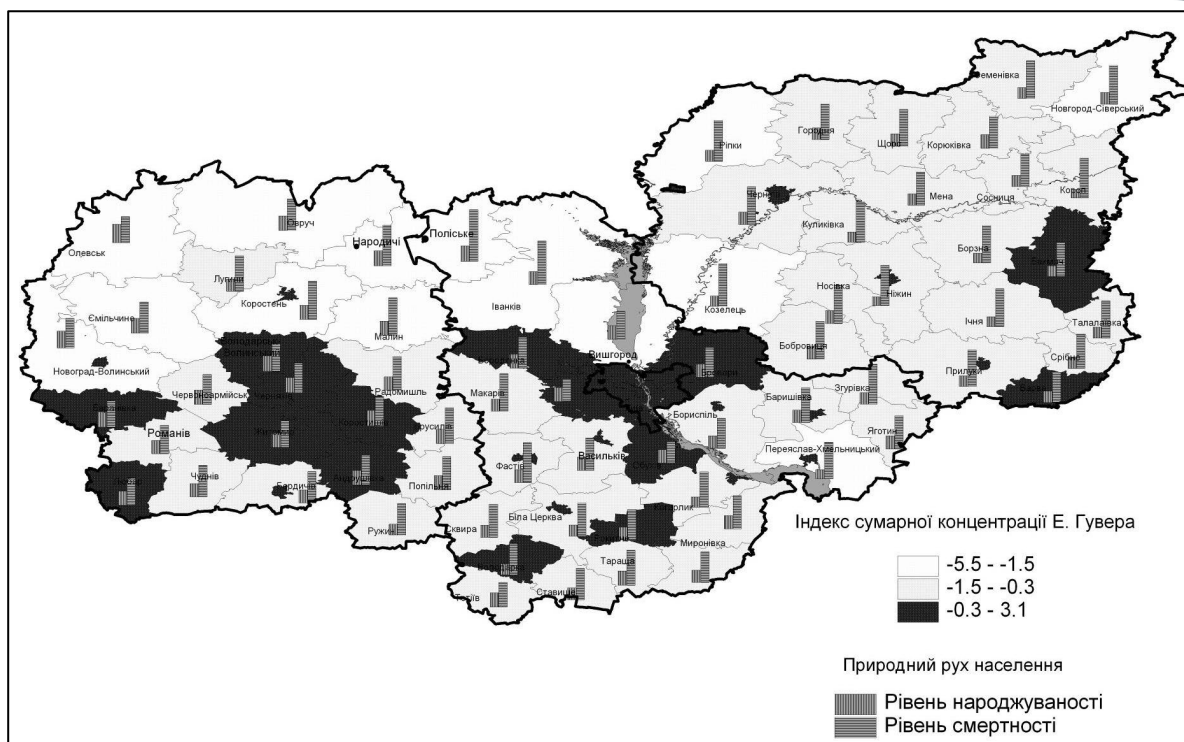 Семенівка
Новгород-Сіверський
Городня
Ріпки
Щорс
Корюківка
Мена
Сосниця
Короп
Куликівка
Овруч
Народичі
Поліське
Олевськ
Лугини
Борзна
Коростень
Іванків
Козелець
Носівка
Ніжин
Ємільчине
Малин
Ічня
Талалаївка
Бобровиця
Вишгород
Новоград-Волинський
Срібне
Прилуки
Червоноармійськ
Радомишль
Макарів
Згурівка
Баришівка
Бориспіль
Романів
Яготин
Васильків
Переяслав-Хмельницький
Фастів
Чуднів
Бердичів
Попільня
Ружин
Сквира
Біла Церква
Миронівка
Тараща
Ставище
Індекс сумарної концентрації Е. Гувера
-5.5 - -1.5
-1.5 - -0.3
-0.3 - 3.1
Природний рух населення
Рівень народжуваності
Рівень смертності